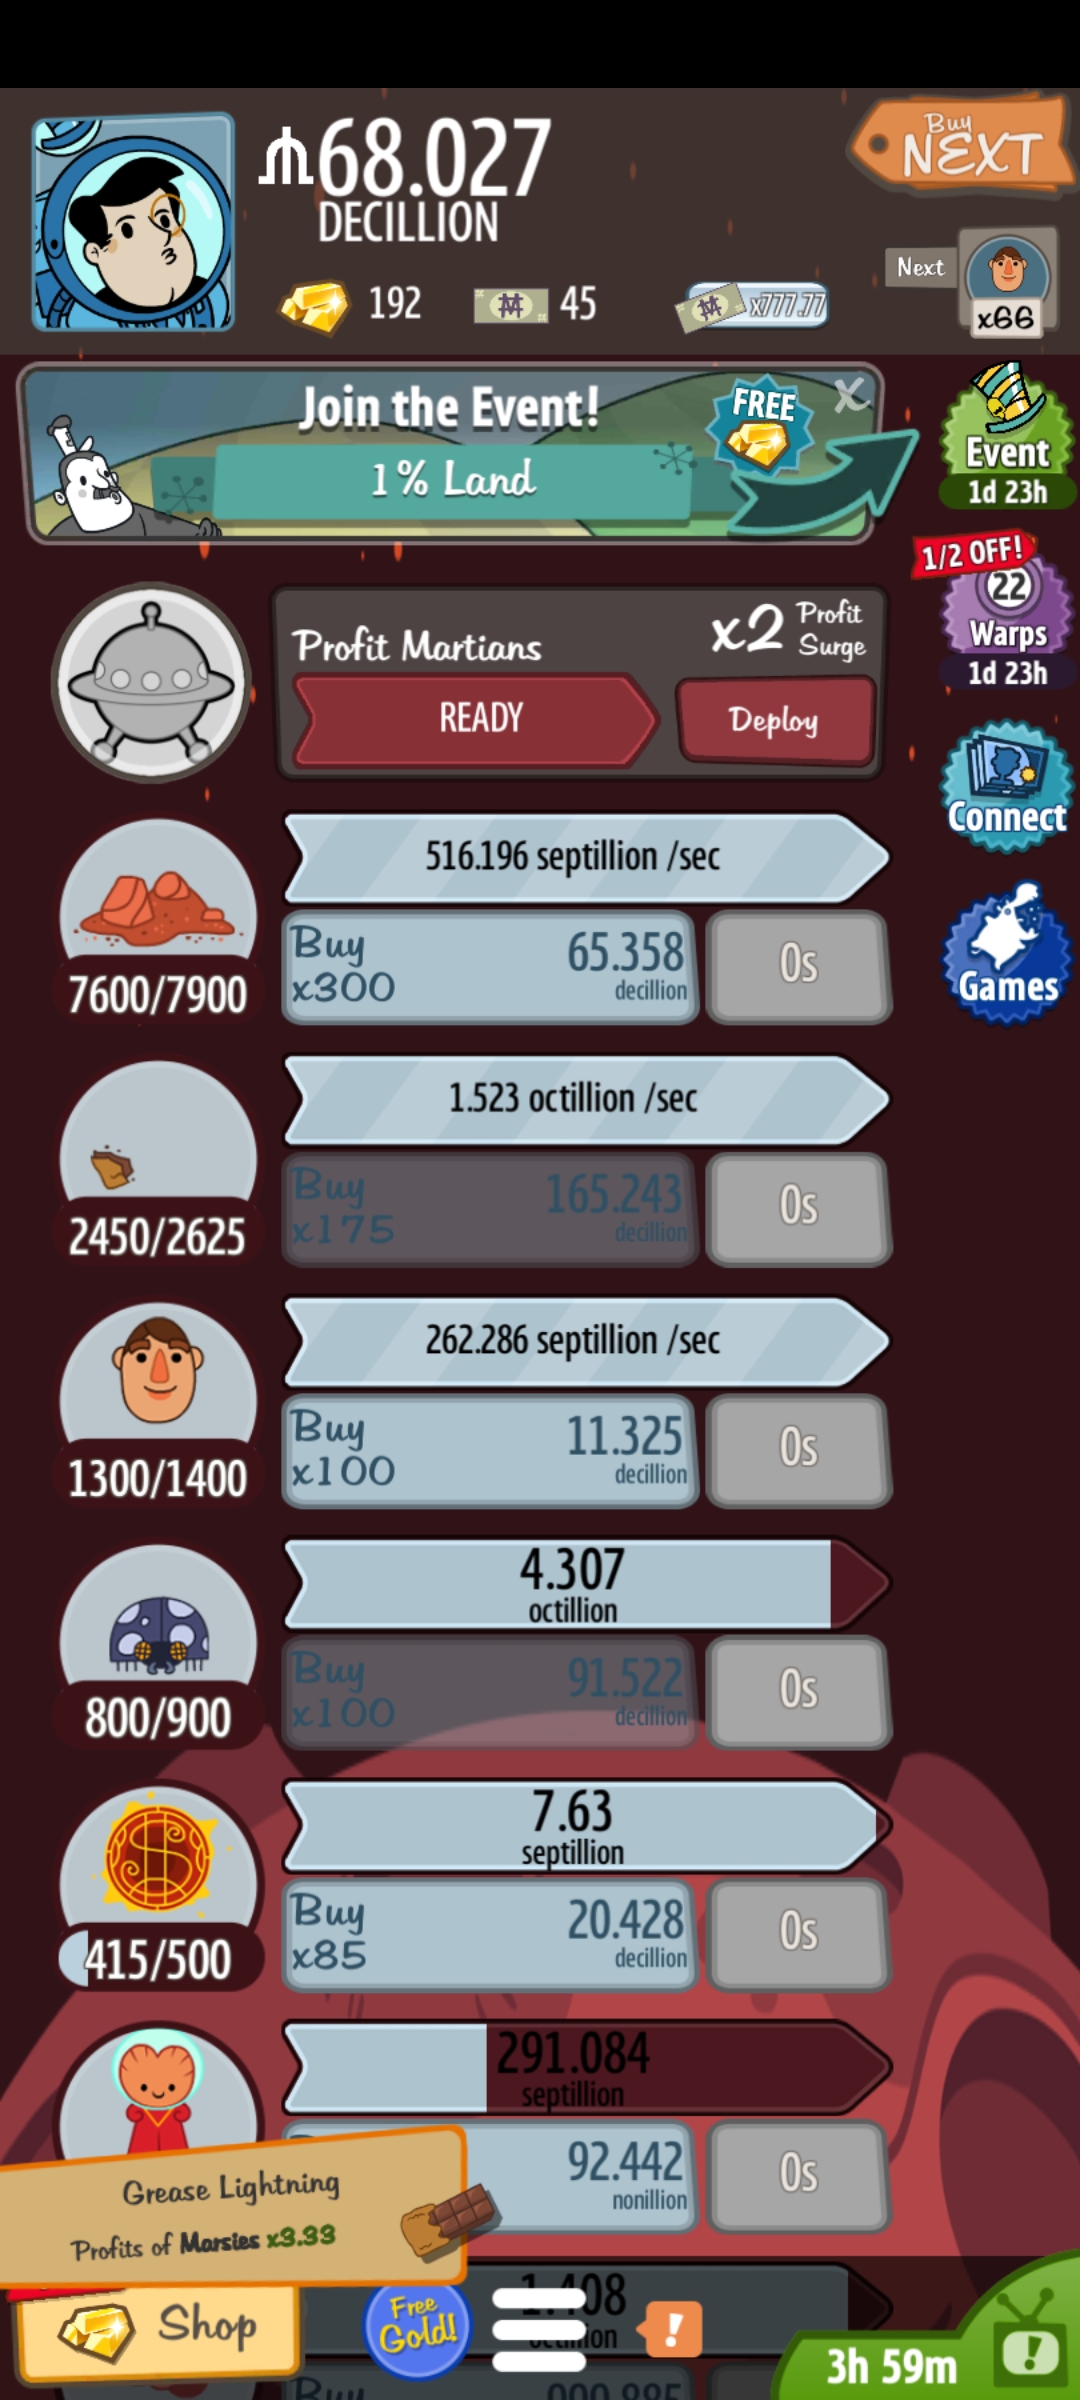 68.027
DECILLION
Buy
NEXT
192
45
x777.77
Next
x66
Join the Event!
1% Land
FREE
X
Event
1d 23h
1/2 OFF!
22
Warps
1d 23h
Connect
Games
Profit Martians
x2 Profit Surge
READY
Deploy
516.196 septillion /sec
Buy x300
65.358 decillion
0s
7600/7900
1.523 octillion /sec
Buy x175
165.243 decillion
0s
2450/2625
262.286 septillion /sec
Buy x100
11.325 decillion
0s
1300/1400
4.307
octillion
Buy x100
91.522 decillion
0s
800/900
7.63
septillion
Buy x85
20.428 decillion
0s
415/500
291.084
septillion
92.442
nonillion
0s
Grease Lightning
Profits of Marsies x3.33
Shop
Free Gold!
!
3h 59m
!
Buy